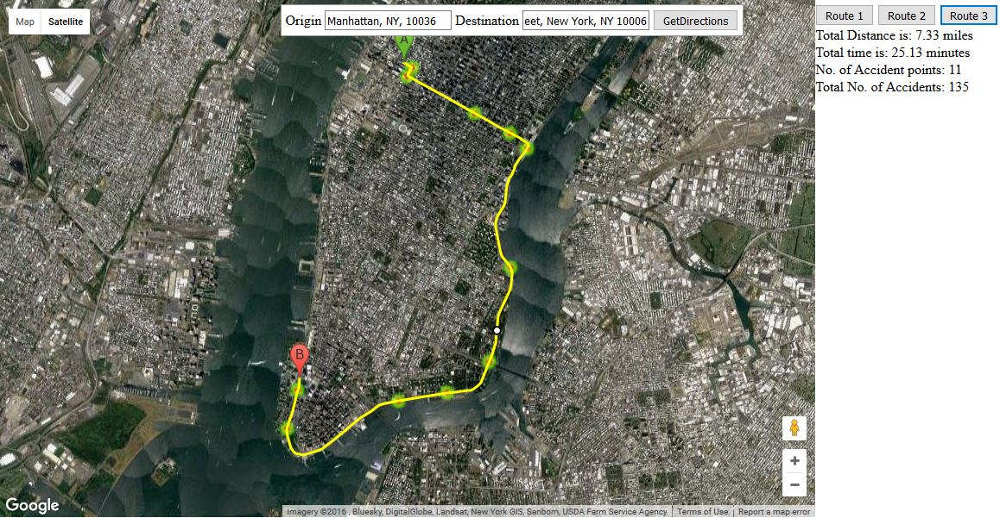 Map Satellite
Origin Manhattan, NY, 10036 Destination eet, New York, NY 10006 GetDirections
Route 1 Route 2 Route 3
Total Distance is: 7.33 miles
Total time is: 25.13 minutes
No. of Accident points: 11
Total No. of Accidents: 135
A
B
Google
Imagery ©2016 , Bluesky, DigitalGlobe, Landsat, New York GIS, Sanborn, USDA Farm Service Agency Terms of Use Report a map error